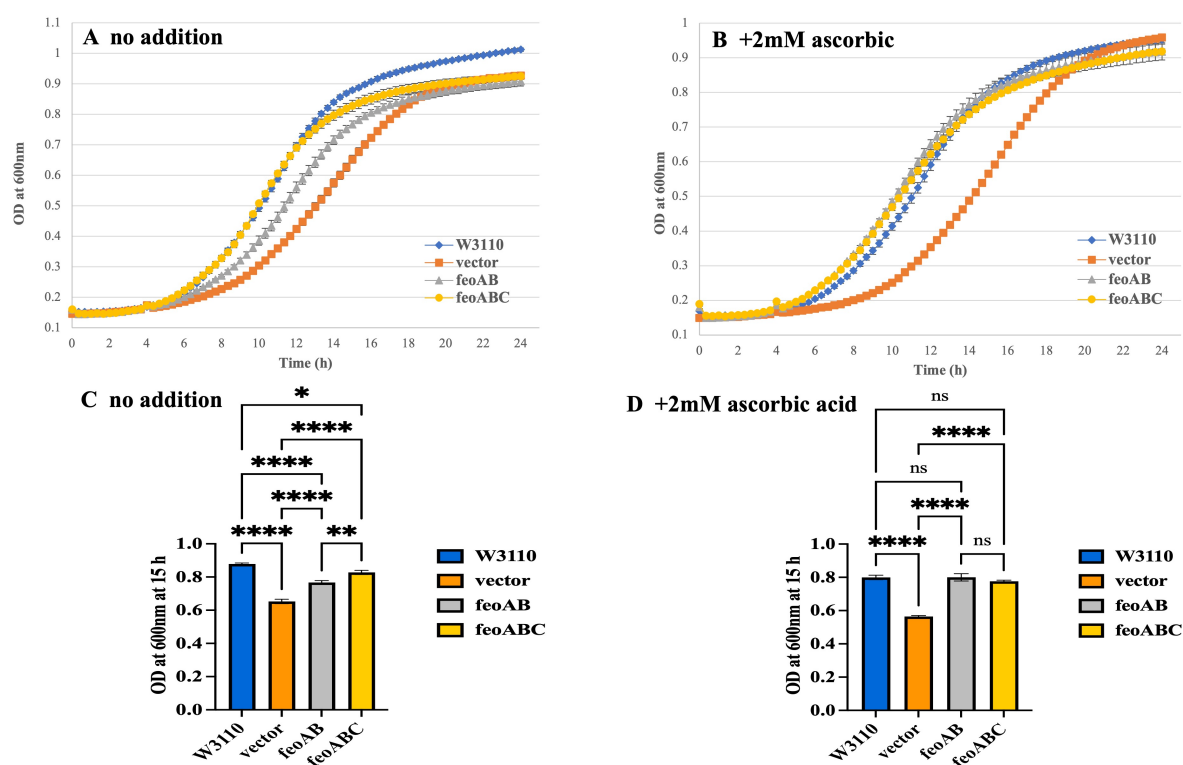 A no addition
1.1
1
0.9
0.8
0.7
0.6
0.5
0.4
0.3
0.2
0.1
OD at 600nm
0 2 4 6 8 10 12 14 16 18 20 22 24
Time (h)
W3110
vector
feoAB
feoABC
B +2mM ascorbic
1
0.9
0.8
0.7
0.6
0.5
0.4
0.3
0.2
0.1
OD at 600nm
0 2 4 6 8 10 12 14 16 18 20 22 24
Time (h)
W3110
vector
feoAB
feoABC
C no addition
*
****
****
****
**** **
1.0
0.8
0.6
0.4
0.2
0.0
OD at 600nm at 15 h
W3110 vector feoAB feoABC
W3110
vector
feoAB
feoABC
D +2mM ascorbic acid
ns
****
ns
****
**** ns
1.0
0.8
0.6
0.4
0.2
0.0
OD at 600nm at 15 h
W3110 vector feoAB feoABC
W3110
vector
feoAB
feoABC